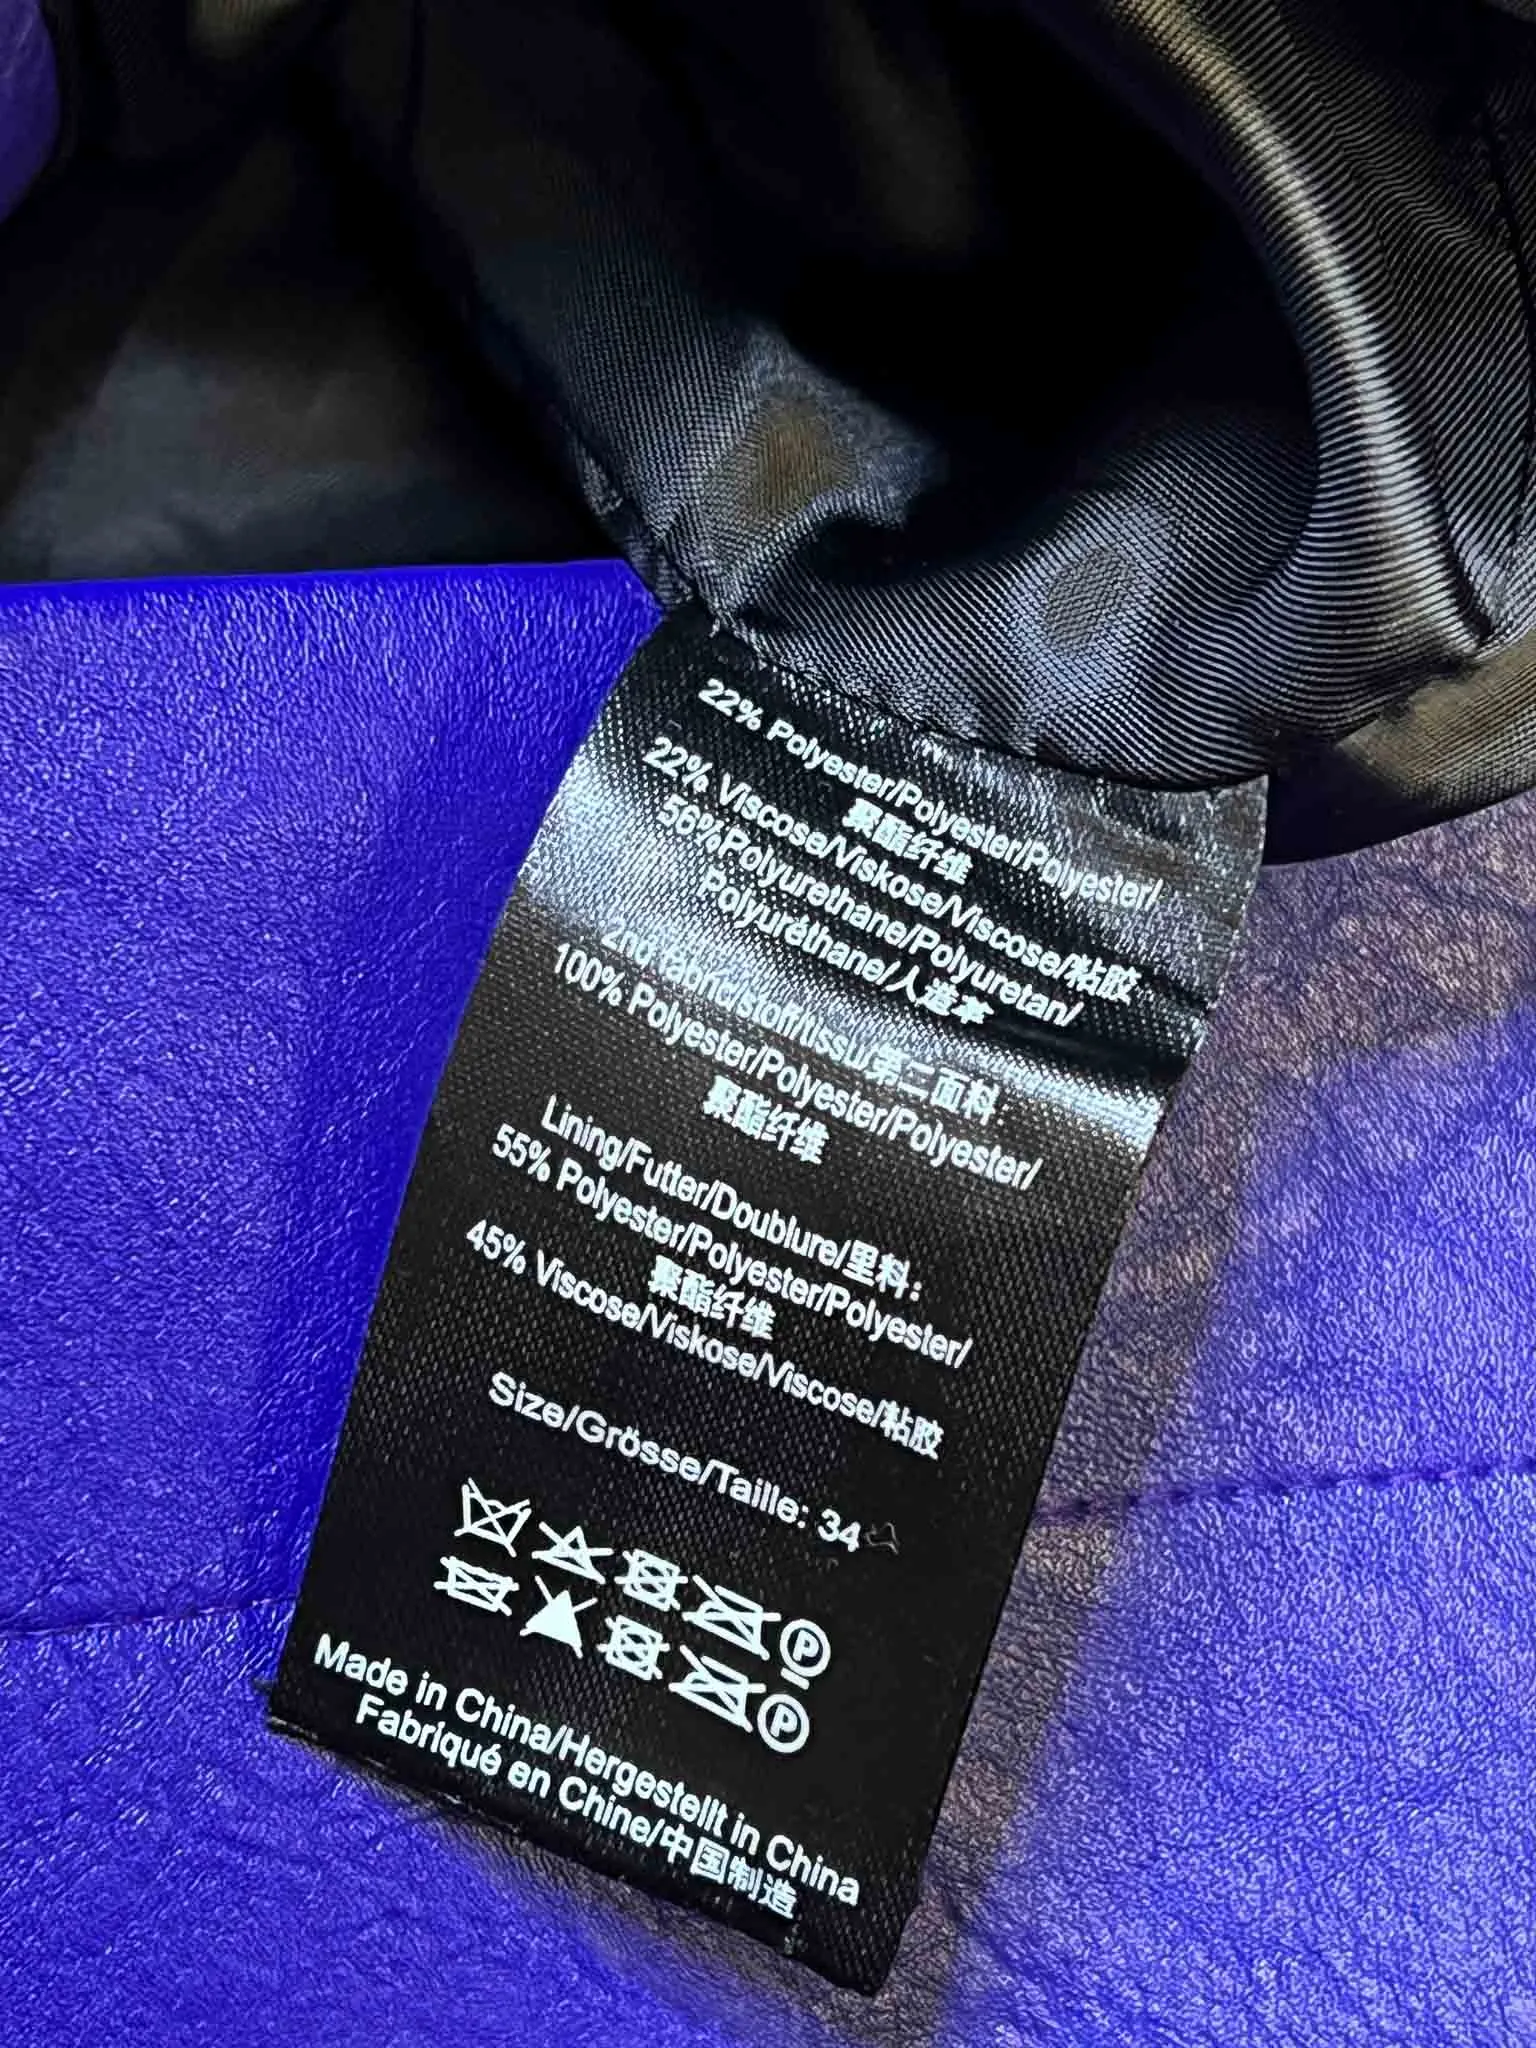 22% Polyester/Polyester/Polyester/
聚酯纤维
22% Viscose/Viskose/Viscose/粘胶
56%Polyurethane/Polyuretan/
Polyuréthane/人造革
2nd fabric/stoff/tissu/第二面料:
100% Polyester/Polyester/Polyester/
聚酯纤维
Lining/Futter/Doublure/里料:
55% Polyester/Polyester/Polyester/
聚酯纤维
45% Viscose/Viskose/Viscose/粘胶
Size/Grösse/Taille: 34
P
P
Made in China/Hergestellt in China
Fabriqué en Chine/中国制造